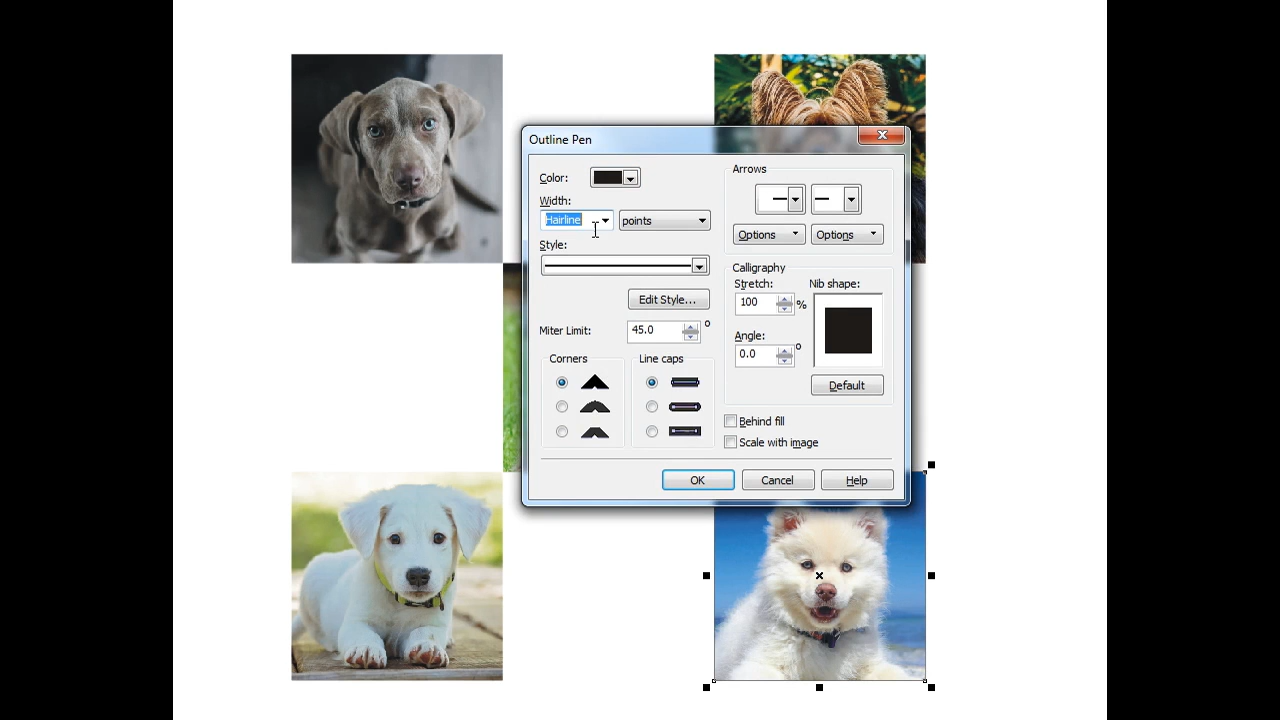 Outline Pen
Color:
Width:
Hairline
points
Style:
Edit Style...
Miter Limit:
45.0
°
Corners
Line caps
Arrows
Options
Options
Calligraphy
Stretch:
100
%
Nib shape:
Angle:
0.0
°
Default
Behind fill
Scale with image
OK
Cancel
Help